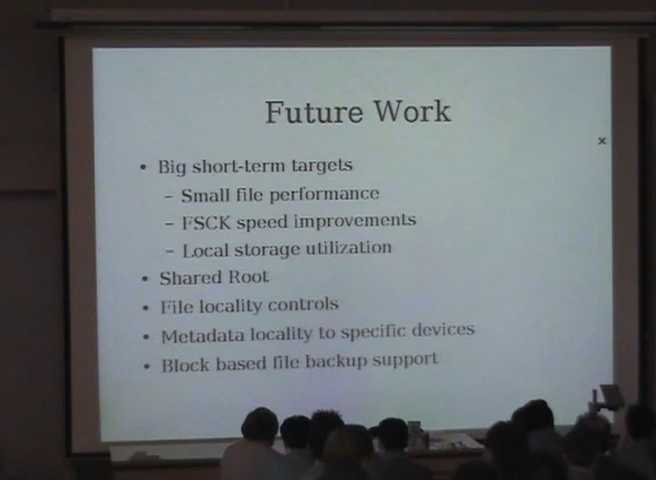 Future Work
• Big short-term targets
– Small file performance
– FSCK speed improvements
– Local storage utilization
• Shared Root
• File locality controls
• Metadata locality to specific devices
• Block based file backup support